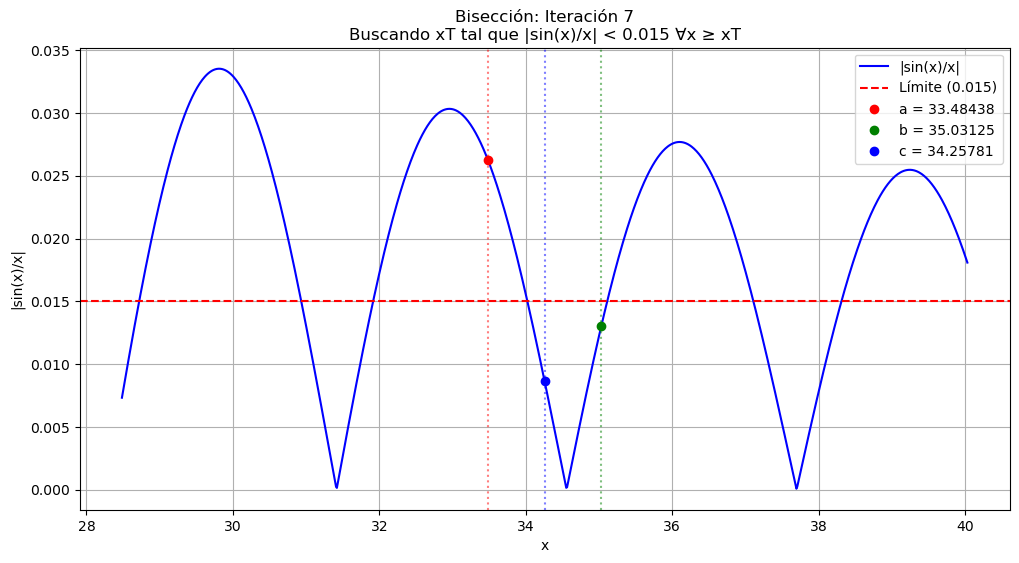 Bisección: Iteración 7
Buscando xT tal que |sin(x)/x| < 0.015 ∀x ≥ xT
|sin(x)/x|
0.035
0.030
0.025
0.020
0.015
0.010
0.005
0.000
|sin(x)/x|
Límite (0.015)
a = 33.48438
b = 35.03125
c = 34.25781
28 30 32 34 36 38 40
x